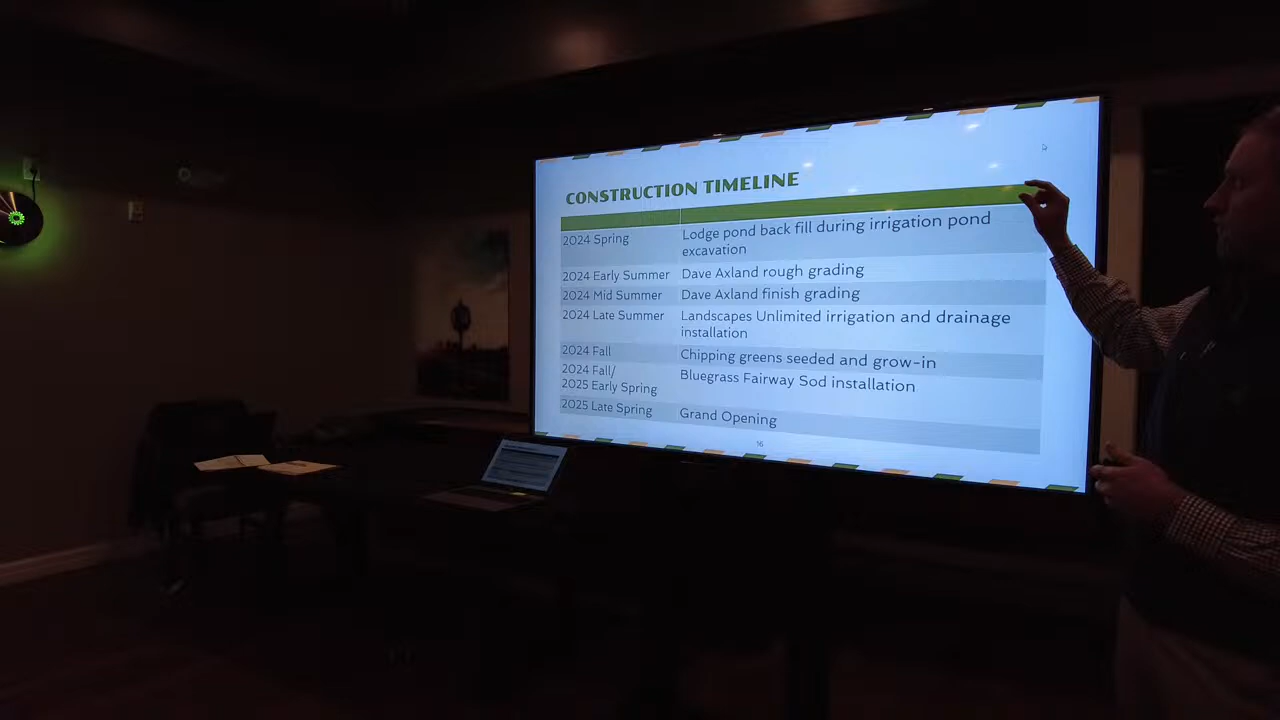 CONSTRUCTION TIMELINE
2024 Spring
Lodge pond back fill during irrigation pond
excavation
2024 Early Summer
Dave Axland rough grading
2024 Mid Summer
Dave Axland finish grading
2024 Late Summer
Landscapes Unlimited irrigation and drainage
installation
2024 Fall
Chipping greens seeded and grow-in
2024 Fall/
2025 Early Spring
Bluegrass Fairway Sod installation
2025 Late Spring
Grand Opening
16